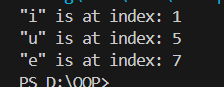 "i" is at index: 1
"u" is at index: 5
"e" is at index: 7
PS D:\OOP>